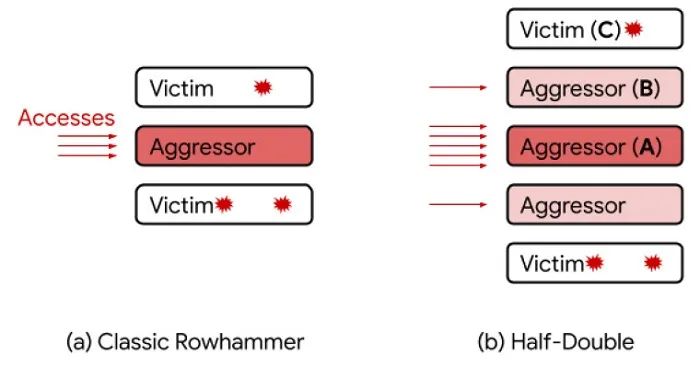 Victim
Accesses
Aggressor
Victim
(a) Classic Rowhammer
Victim (C)
Aggressor (B)
Aggressor (A)
Aggressor
Victim
(b) Half-Double